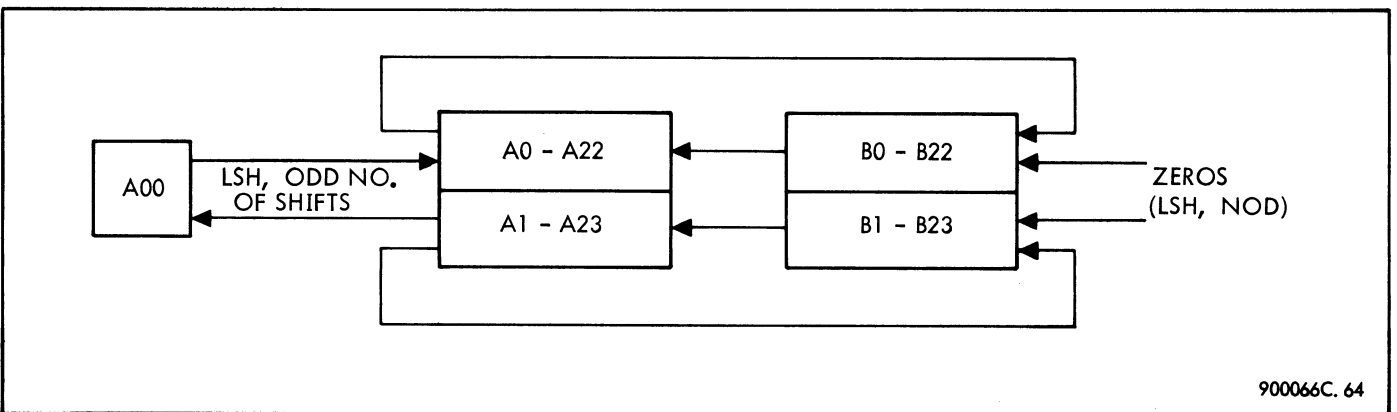 A00
LSH, ODD NO.
OF SHIFTS
A0 - A22
A1 - A23
B0 - B22
B1 - B23
ZEROS
(LSH, NOD)
900066C. 64